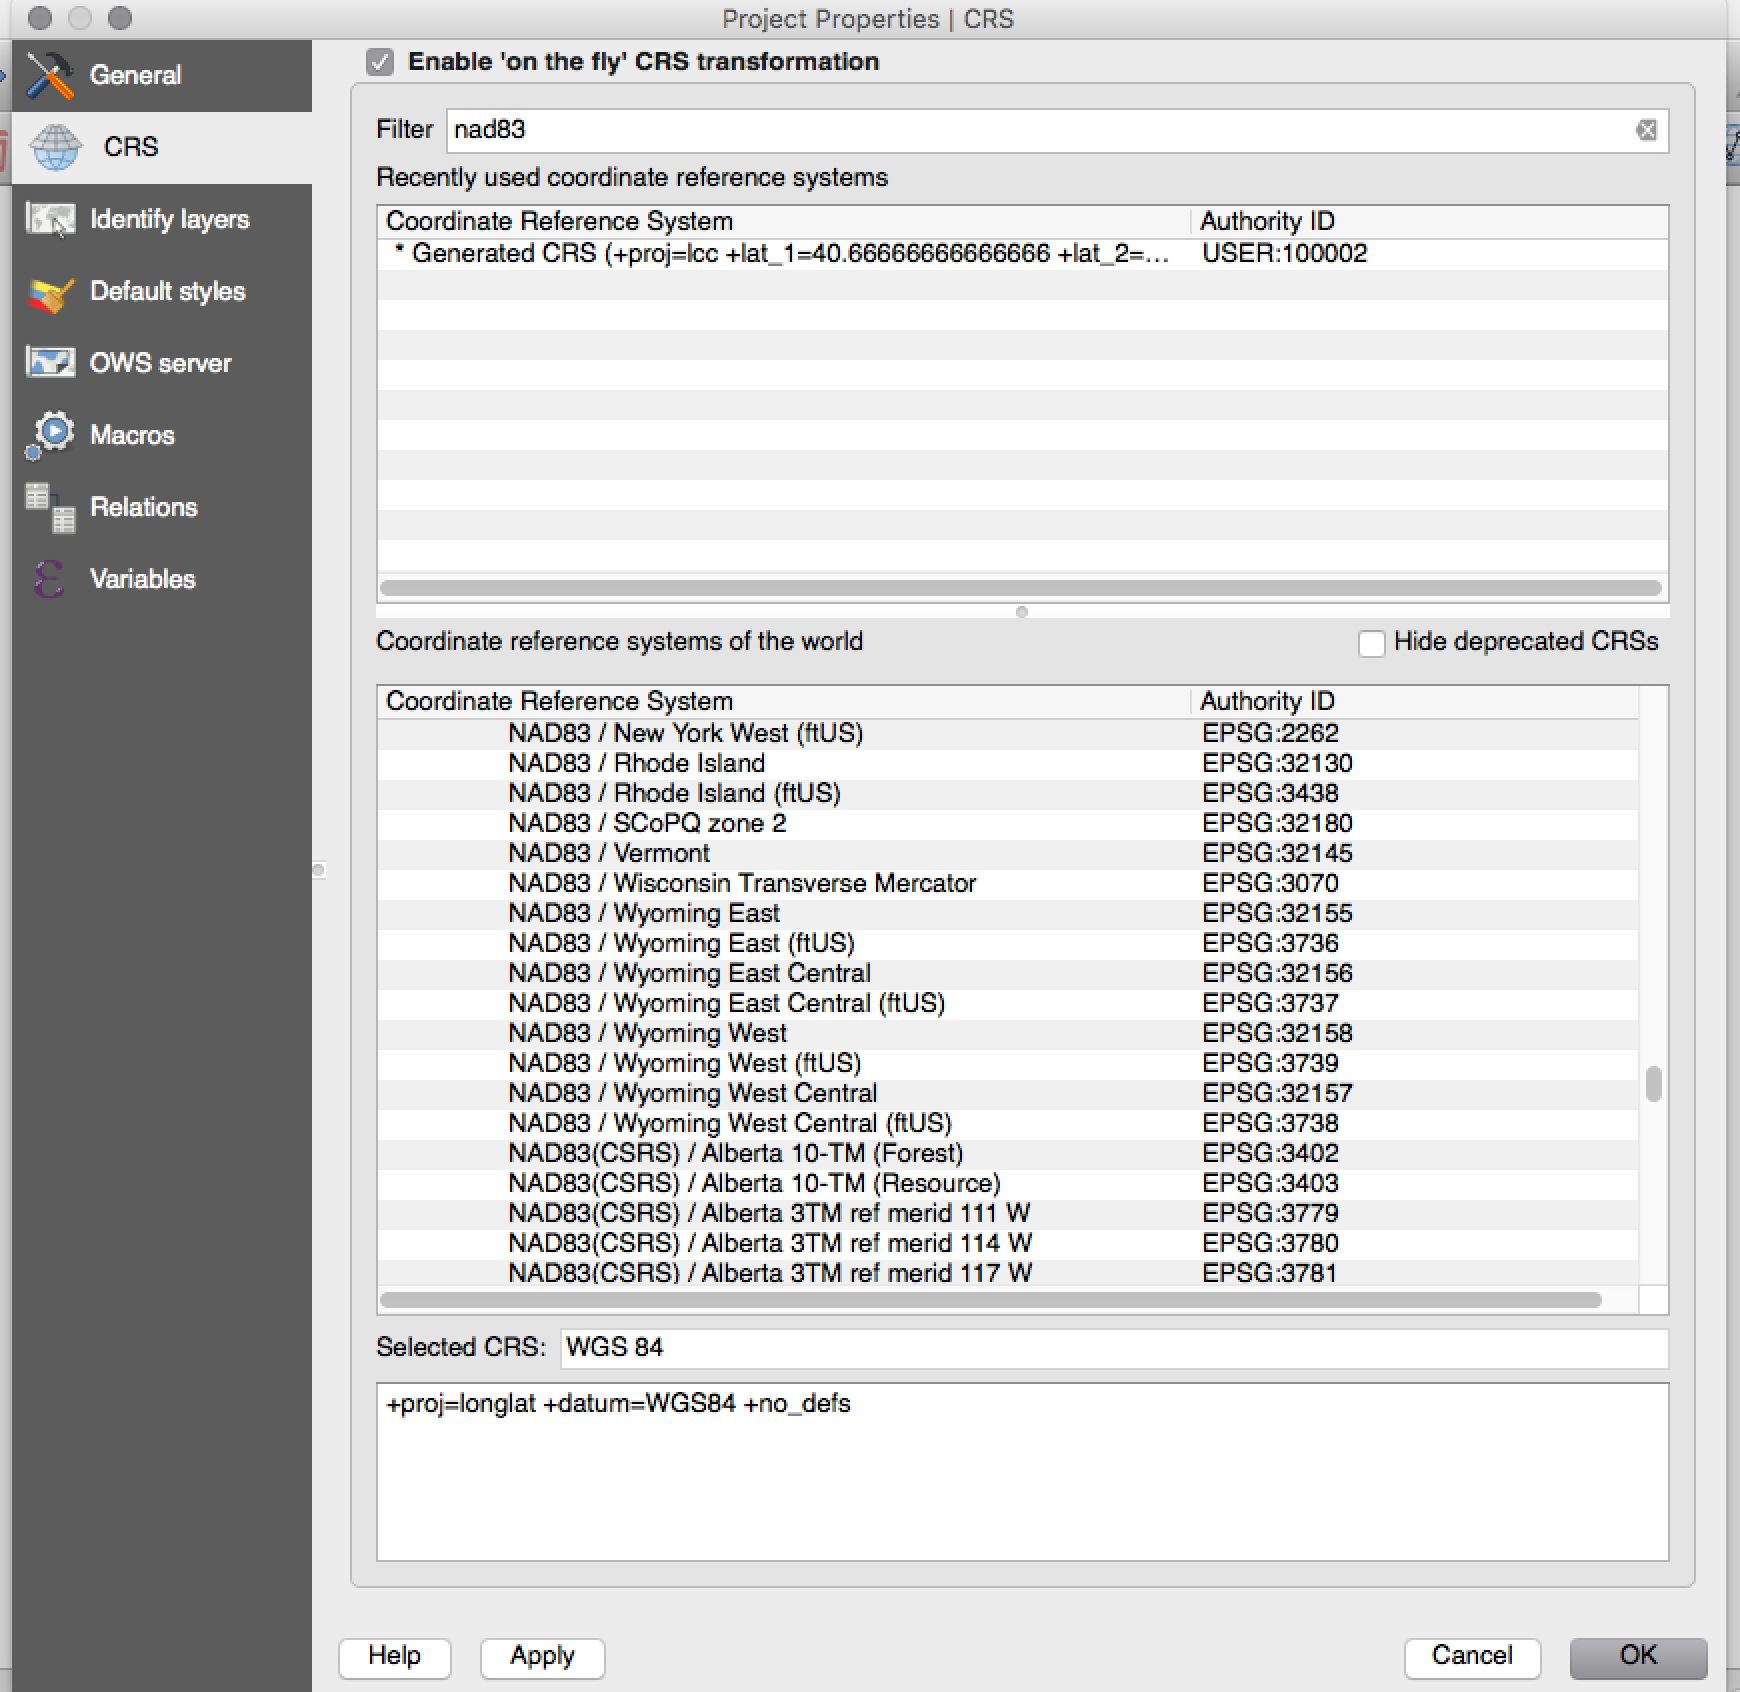 Project Properties | CRS
General
CRS
Identify layers
Default styles
OWS server
Macros
Relations
Variables
Enable 'on the fly' CRS transformation
Filter nad83
Recently used coordinate reference systems
Coordinate Reference System Authority ID
* Generated CRS (+proj=lcc +lat_1=40.66666666666666 +lat_2=... USER:100002
Coordinate reference systems of the world Hide deprecated CRSs
Coordinate Reference System Authority ID
NAD83 / New York West (ftUS) EPSG:2262
NAD83 / Rhode Island EPSG:32130
NAD83 / Rhode Island (ftUS) EPSG:3438
NAD83 / SCoPQ zone 2 EPSG:32180
NAD83 / Vermont EPSG:32145
NAD83 / Wisconsin Transverse Mercator EPSG:3070
NAD83 / Wyoming East EPSG:32155
NAD83 / Wyoming East (ftUS) EPSG:3736
NAD83 / Wyoming East Central EPSG:32156
NAD83 / Wyoming East Central (ftUS) EPSG:3737
NAD83 / Wyoming West EPSG:32158
NAD83 / Wyoming West (ftUS) EPSG:3739
NAD83 / Wyoming West Central EPSG:32157
NAD83 / Wyoming West Central (ftUS) EPSG:3738
NAD83(CSRS) / Alberta 10-TM (Forest) EPSG:3402
NAD83(CSRS) / Alberta 10-TM (Resource) EPSG:3403
NAD83(CSRS) / Alberta 3TM ref merid 111 W EPSG:3779
NAD83(CSRS) / Alberta 3TM ref merid 114 W EPSG:3780
NAD83(CSRS) / Alberta 3TM ref merid 117 W EPSG:3781
Selected CRS: WGS 84
+proj=longlat +datum=WGS84 +no_defs
Help Apply Cancel OK